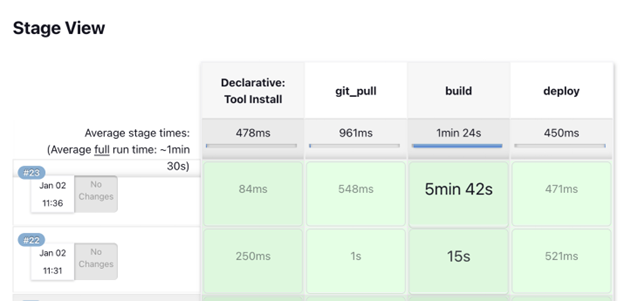 Stage View
Declarative:
Tool Install
git_pull
build
deploy
Average stage times:
(Average full run time: ~1min
30s)
478ms
961ms
1min 24s
450ms
#23
Jan 02
11:36
No
Changes
84ms
548ms
5min 42s
471ms
#22
Jan 02
11:31
No
Changes
250ms
1s
15s
521ms